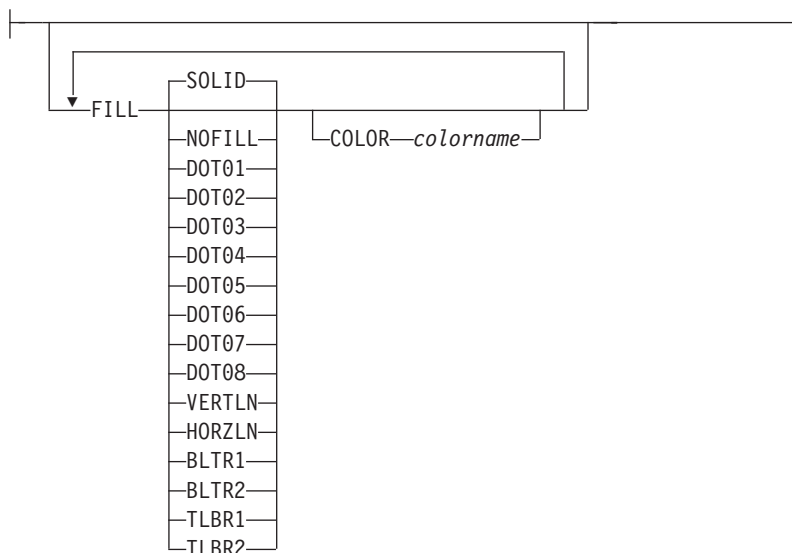 SOLID
FILL
NOFILL COLOR colorname
DOT01
DOT02
DOT03
DOT04
DOT05
DOT06
DOT07
DOT08
VERTLN
HORZLN
BLTR1
BLTR2
TLBR1
TLBR2